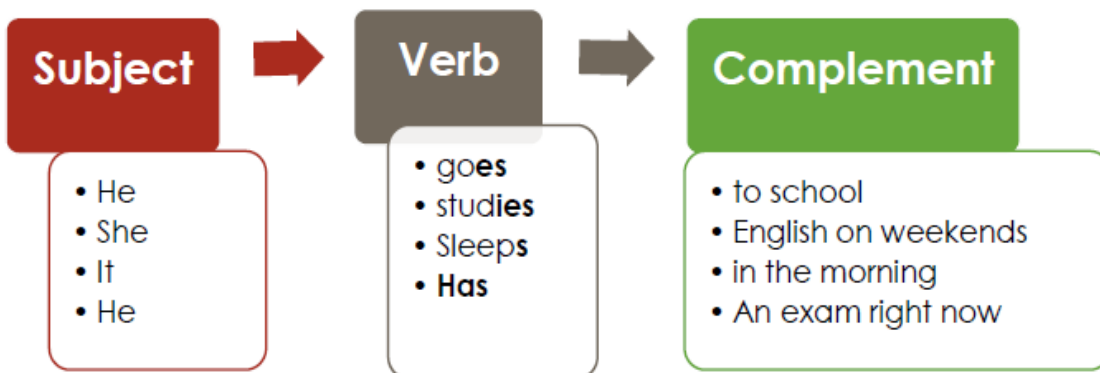 Subject
Verb
Complement
• He
• She
• It
• He
• goes
• studies
• Sleeps
• Has
• to school
• English on weekends
• in the morning
• An exam right now